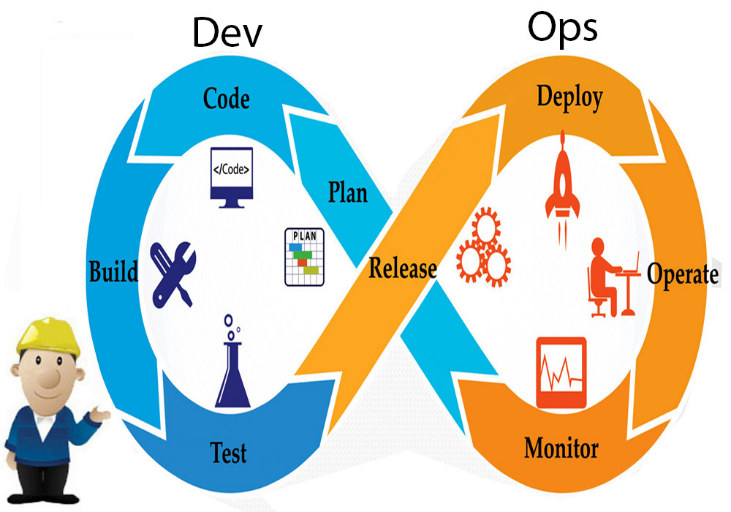 Dev
Ops
Code
Deploy
</Code>
Plan
PLAN
Build
Release
Operate
Test
Monitor